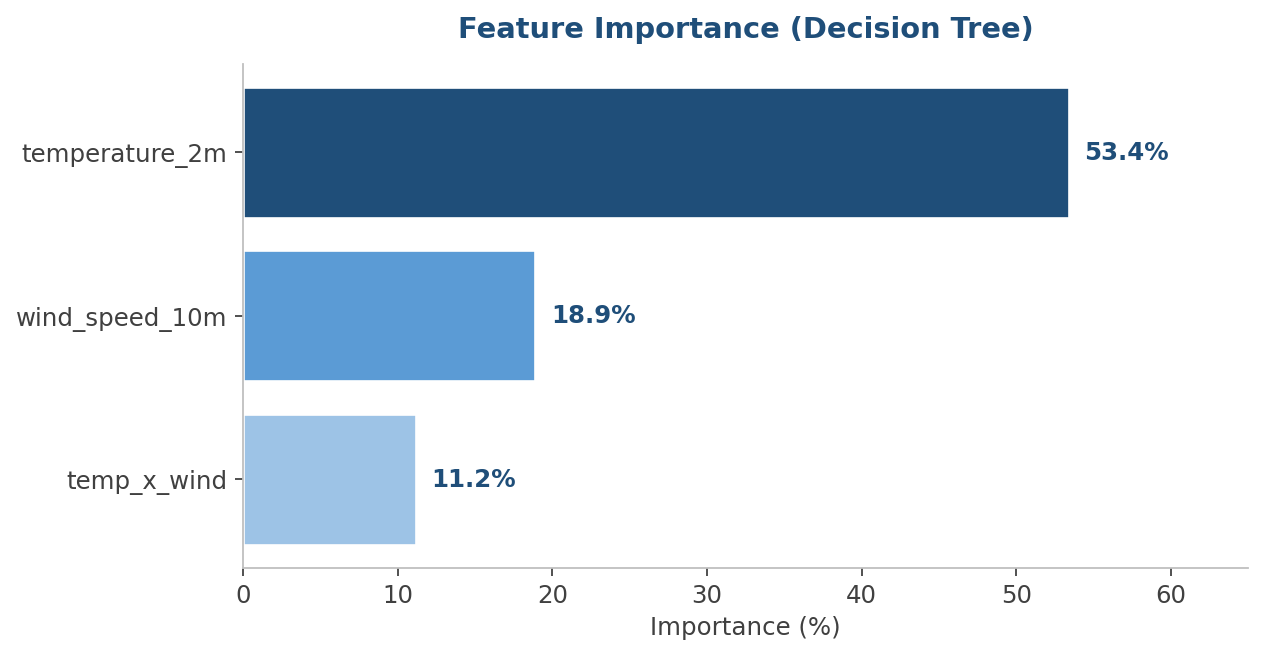 Feature Importance (Decision Tree)
temperature_2m
53.4%
wind_speed_10m
18.9%
temp_x_wind
11.2%
0 10 20 30 40 50 60
Importance (%)